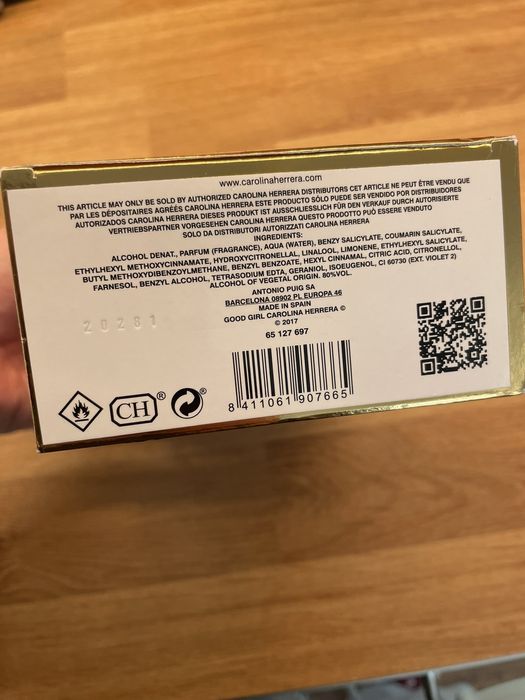 www.carolinaherrera.com
THIS ARTICLE MAY ONLY BE SOLD BY AUTHORIZED CAROLINA HERRERA DISTRIBUTORS CET ARTICLE NE PEUT ÊTRE VENDU QUE
PAR LES DÉPOSITAIRES AGRÉÉS CAROLINA HERRERA ESTE PRODUCTO SÓLO PUEDE SER VENDIDO POR DISTRIBUIDORES
AUTORIZADOS CAROLINA HERRERA DIESES PRODUKT IST AUSSCHLIESSLICH FÜR DEN VERKAUF DURCH AUTORISIERTE
VERTRIEBSPARTNER VORGESEHEN CAROLINA HERRERA QUESTO PRODOTTO PUÒ ESSERE VENDUTO
SOLO DA DISTRIBUTORI AUTORIZZATI CAROLINA HERRERA
INGREDIENTS:
ALCOHOL DENAT., PARFUM (FRAGRANCE), AQUA (WATER), BENZY SALICYLATE, COUMARIN SALICYLATE,
ETHYLHEXYL METHOXYCINNAMATE, HYDROXYCITRONELLAL, LINALOOL, LIMONENE, ETHYLHEXYL SALICYLATE,
BUTYL METHOXYDIBENZOYLMETHANE, BENZYL BENZOATE, HEXYL CINNAMAL, CITRIC ACID, CITRONELLOL,
FARNESOL, BENZYL ALCOHOL, TETRASODIUM EDTA, GERANIOL, ISOEUGENOL, CI 60730 (EXT. VIOLET 2)
ALCOHOL OF VEGETAL ORIGIN. 80%VOL.
ANTONIO PUIG SA
BARCELONA 08902 PL EUROPA 46
MADE IN SPAIN
GOOD GIRL CAROLINA HERRERA ©
© 2017
65 127 697
20281
CH ®
®
8 411061 907665